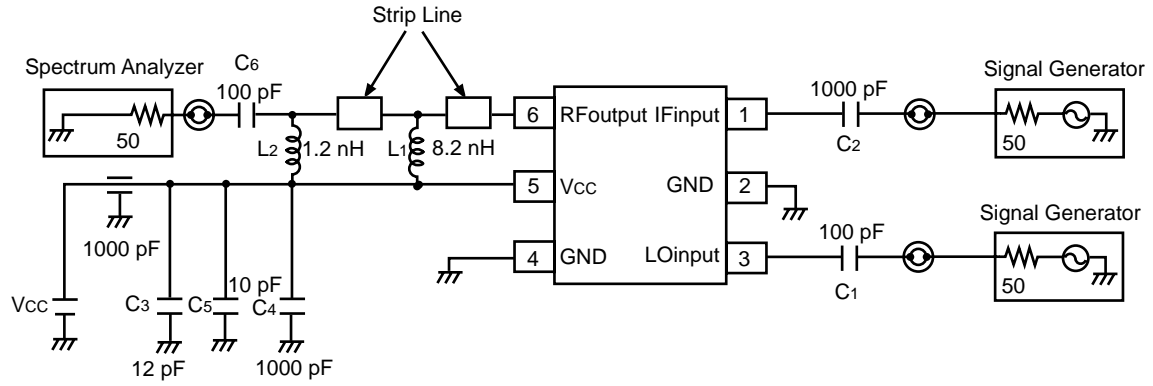 Strip Line
Spectrum Analyzer
C6
100 pF
50
L2
1.2 nH
L1
8.2 nH
6
RFoutput
IFinput
1
1000 pF
C2
Signal Generator
50
5
VCC
GND
2
4
GND
LOinput
3
100 pF
C1
Signal Generator
50
1000 pF
VCC
C3
12 pF
C5
10 pF
C4
1000 pF